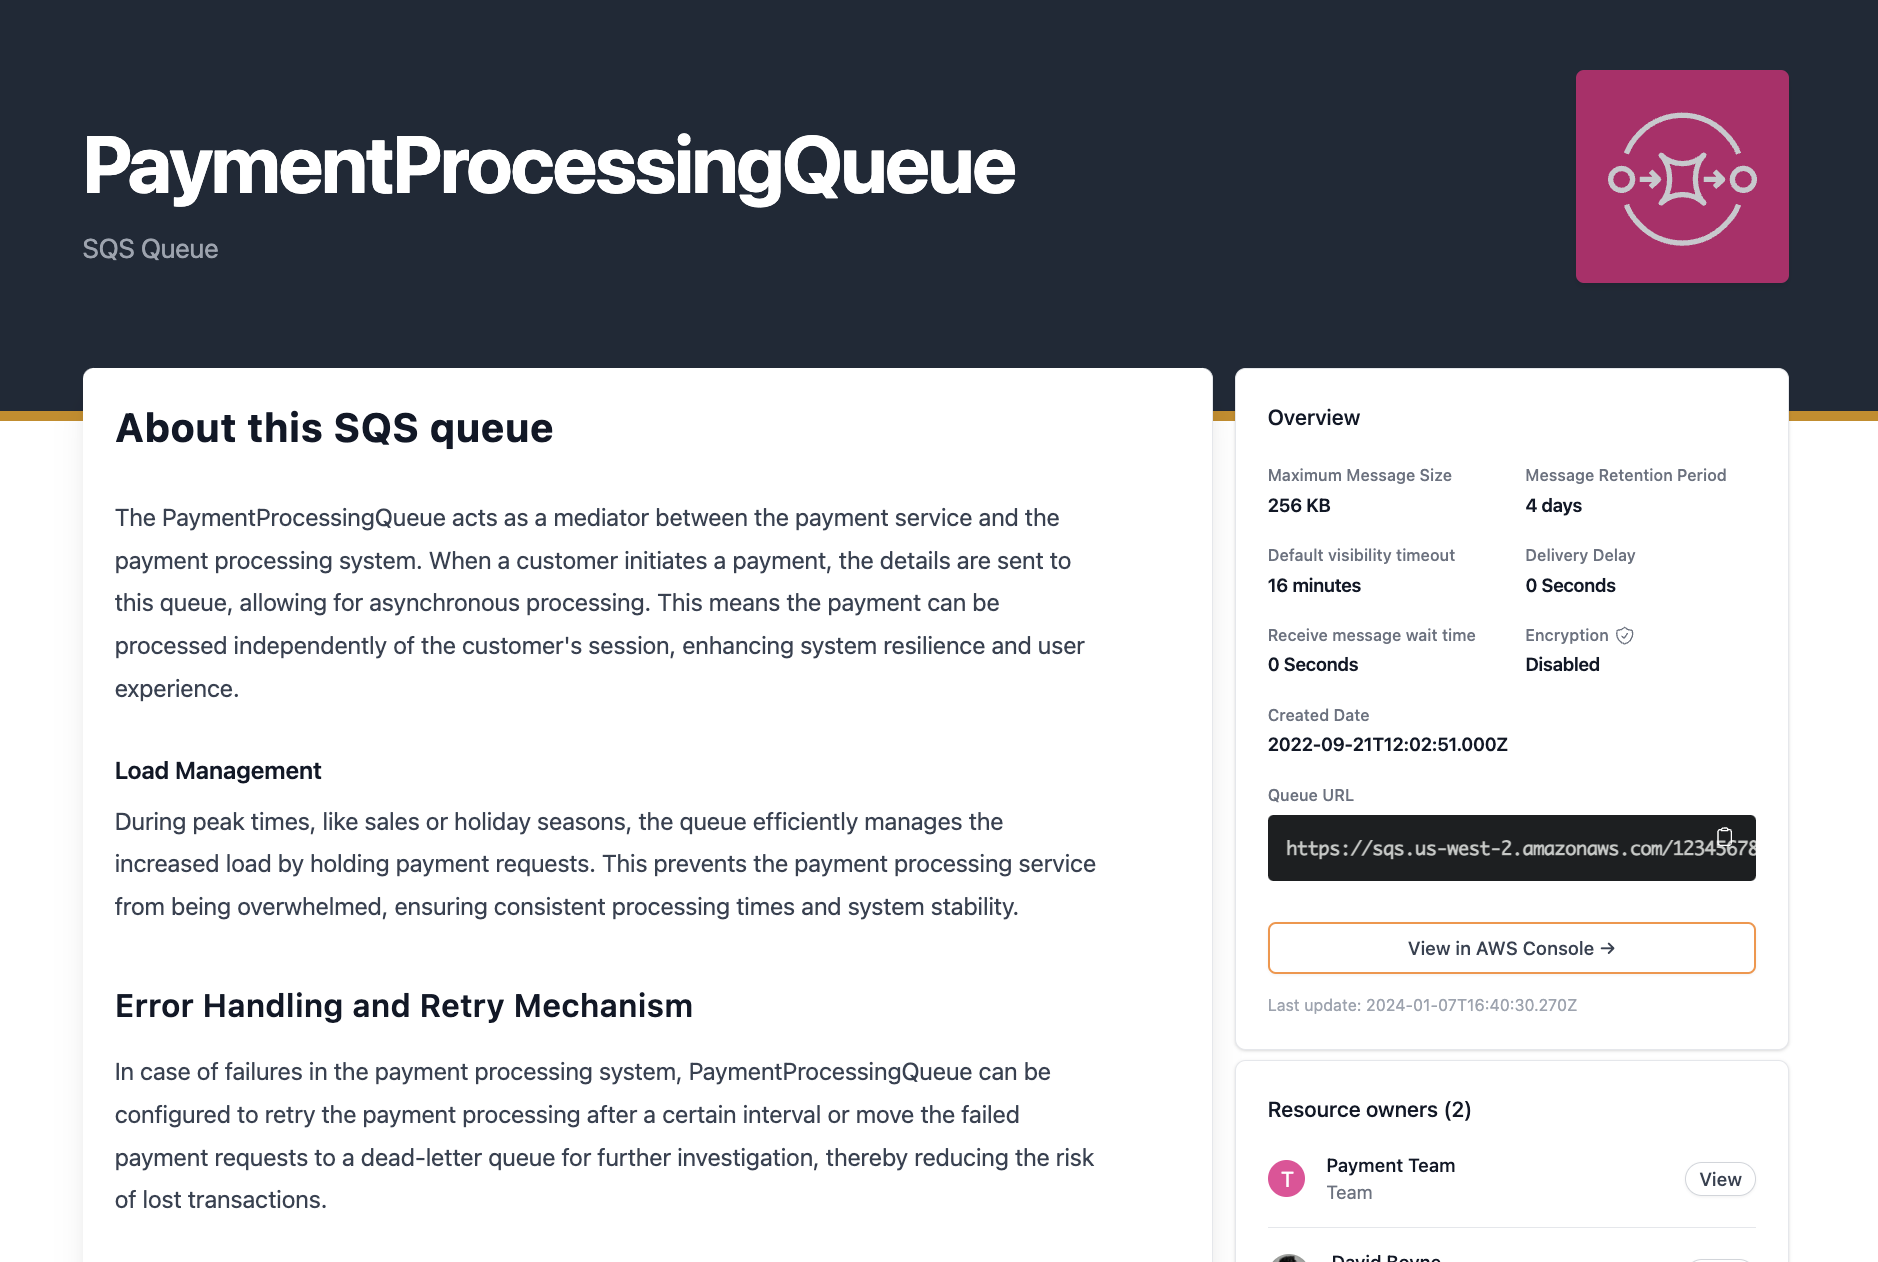 PaymentProcessingQueue
SQS Queue
About this SQS queue
The PaymentProcessingQueue acts as a mediator between the payment service and the
payment processing system. When a customer initiates a payment, the details are sent to
this queue, allowing for asynchronous processing. This means the payment can be
processed independently of the customer's session, enhancing system resilience and user
experience.
Load Management
During peak times, like sales or holiday seasons, the queue efficiently manages the
increased load by holding payment requests. This prevents the payment processing service
from being overwhelmed, ensuring consistent processing times and system stability.
Error Handling and Retry Mechanism
In case of failures in the payment processing system, PaymentProcessingQueue can be
configured to retry the payment processing after a certain interval or move the failed
payment requests to a dead-letter queue for further investigation, thereby reducing the risk
of lost transactions.
Overview
Maximum Message Size
256 KB
Message Retention Period
4 days
Default visibility timeout
16 minutes
Delivery Delay
0 Seconds
Receive message wait time
0 Seconds
Encryption
Disabled
Created Date
2022-09-21T12:02:51.000Z
Queue URL
https://sqs.us-west-2.amazonaws.com/12345678
View in AWS Console →
Last update: 2024-01-07T16:40:30.270Z
Resource owners (2)
T
Payment Team
Team
View
David Boyne